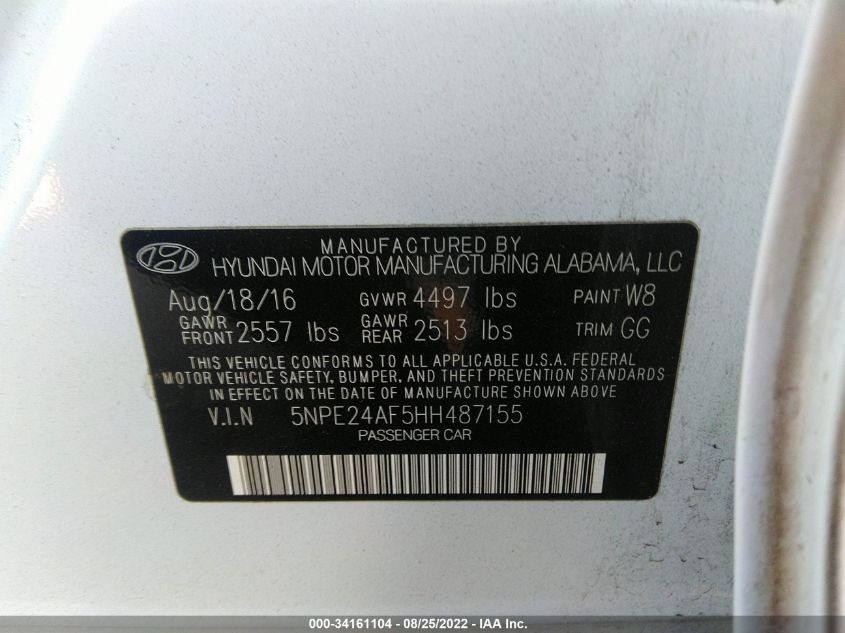 MANUFACTURED BY
HYUNDAI MOTOR MANUFACTURING ALABAMA, LLC
Aug/18/16 GVWR 4497 lbs PAINT W8
GAWR FRONT 2557 lbs GAWR REAR 2513 lbs TRIM GG
THIS VEHICLE CONFORMS TO ALL APPLICABLE U.S.A. FEDERAL
MOTOR VEHICLE SAFETY, BUMPER, AND THEFT PREVENTION STANDARDS
IN EFFECT ON THE DATE OF MANUFACTURE SHOWN ABOVE
V.I.N 5NPE24AF5HH487155
PASSENGER CAR
000-34161104 - 08/25/2022 - IAA Inc.